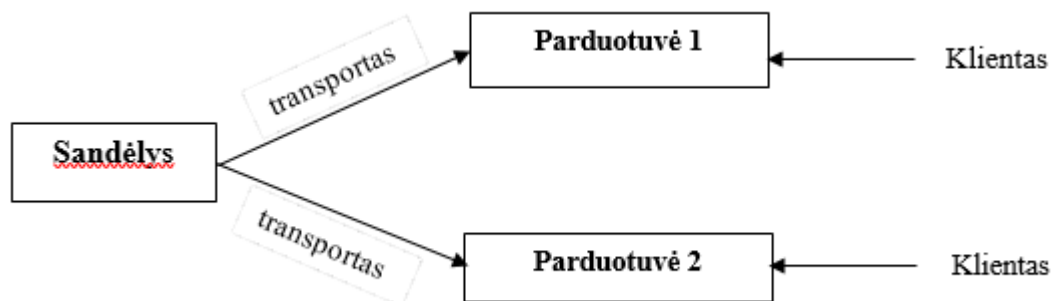 Parduotuvė 1
Klientas
transportas
Sandėlys
transportas
Parduotuvė 2
Klientas